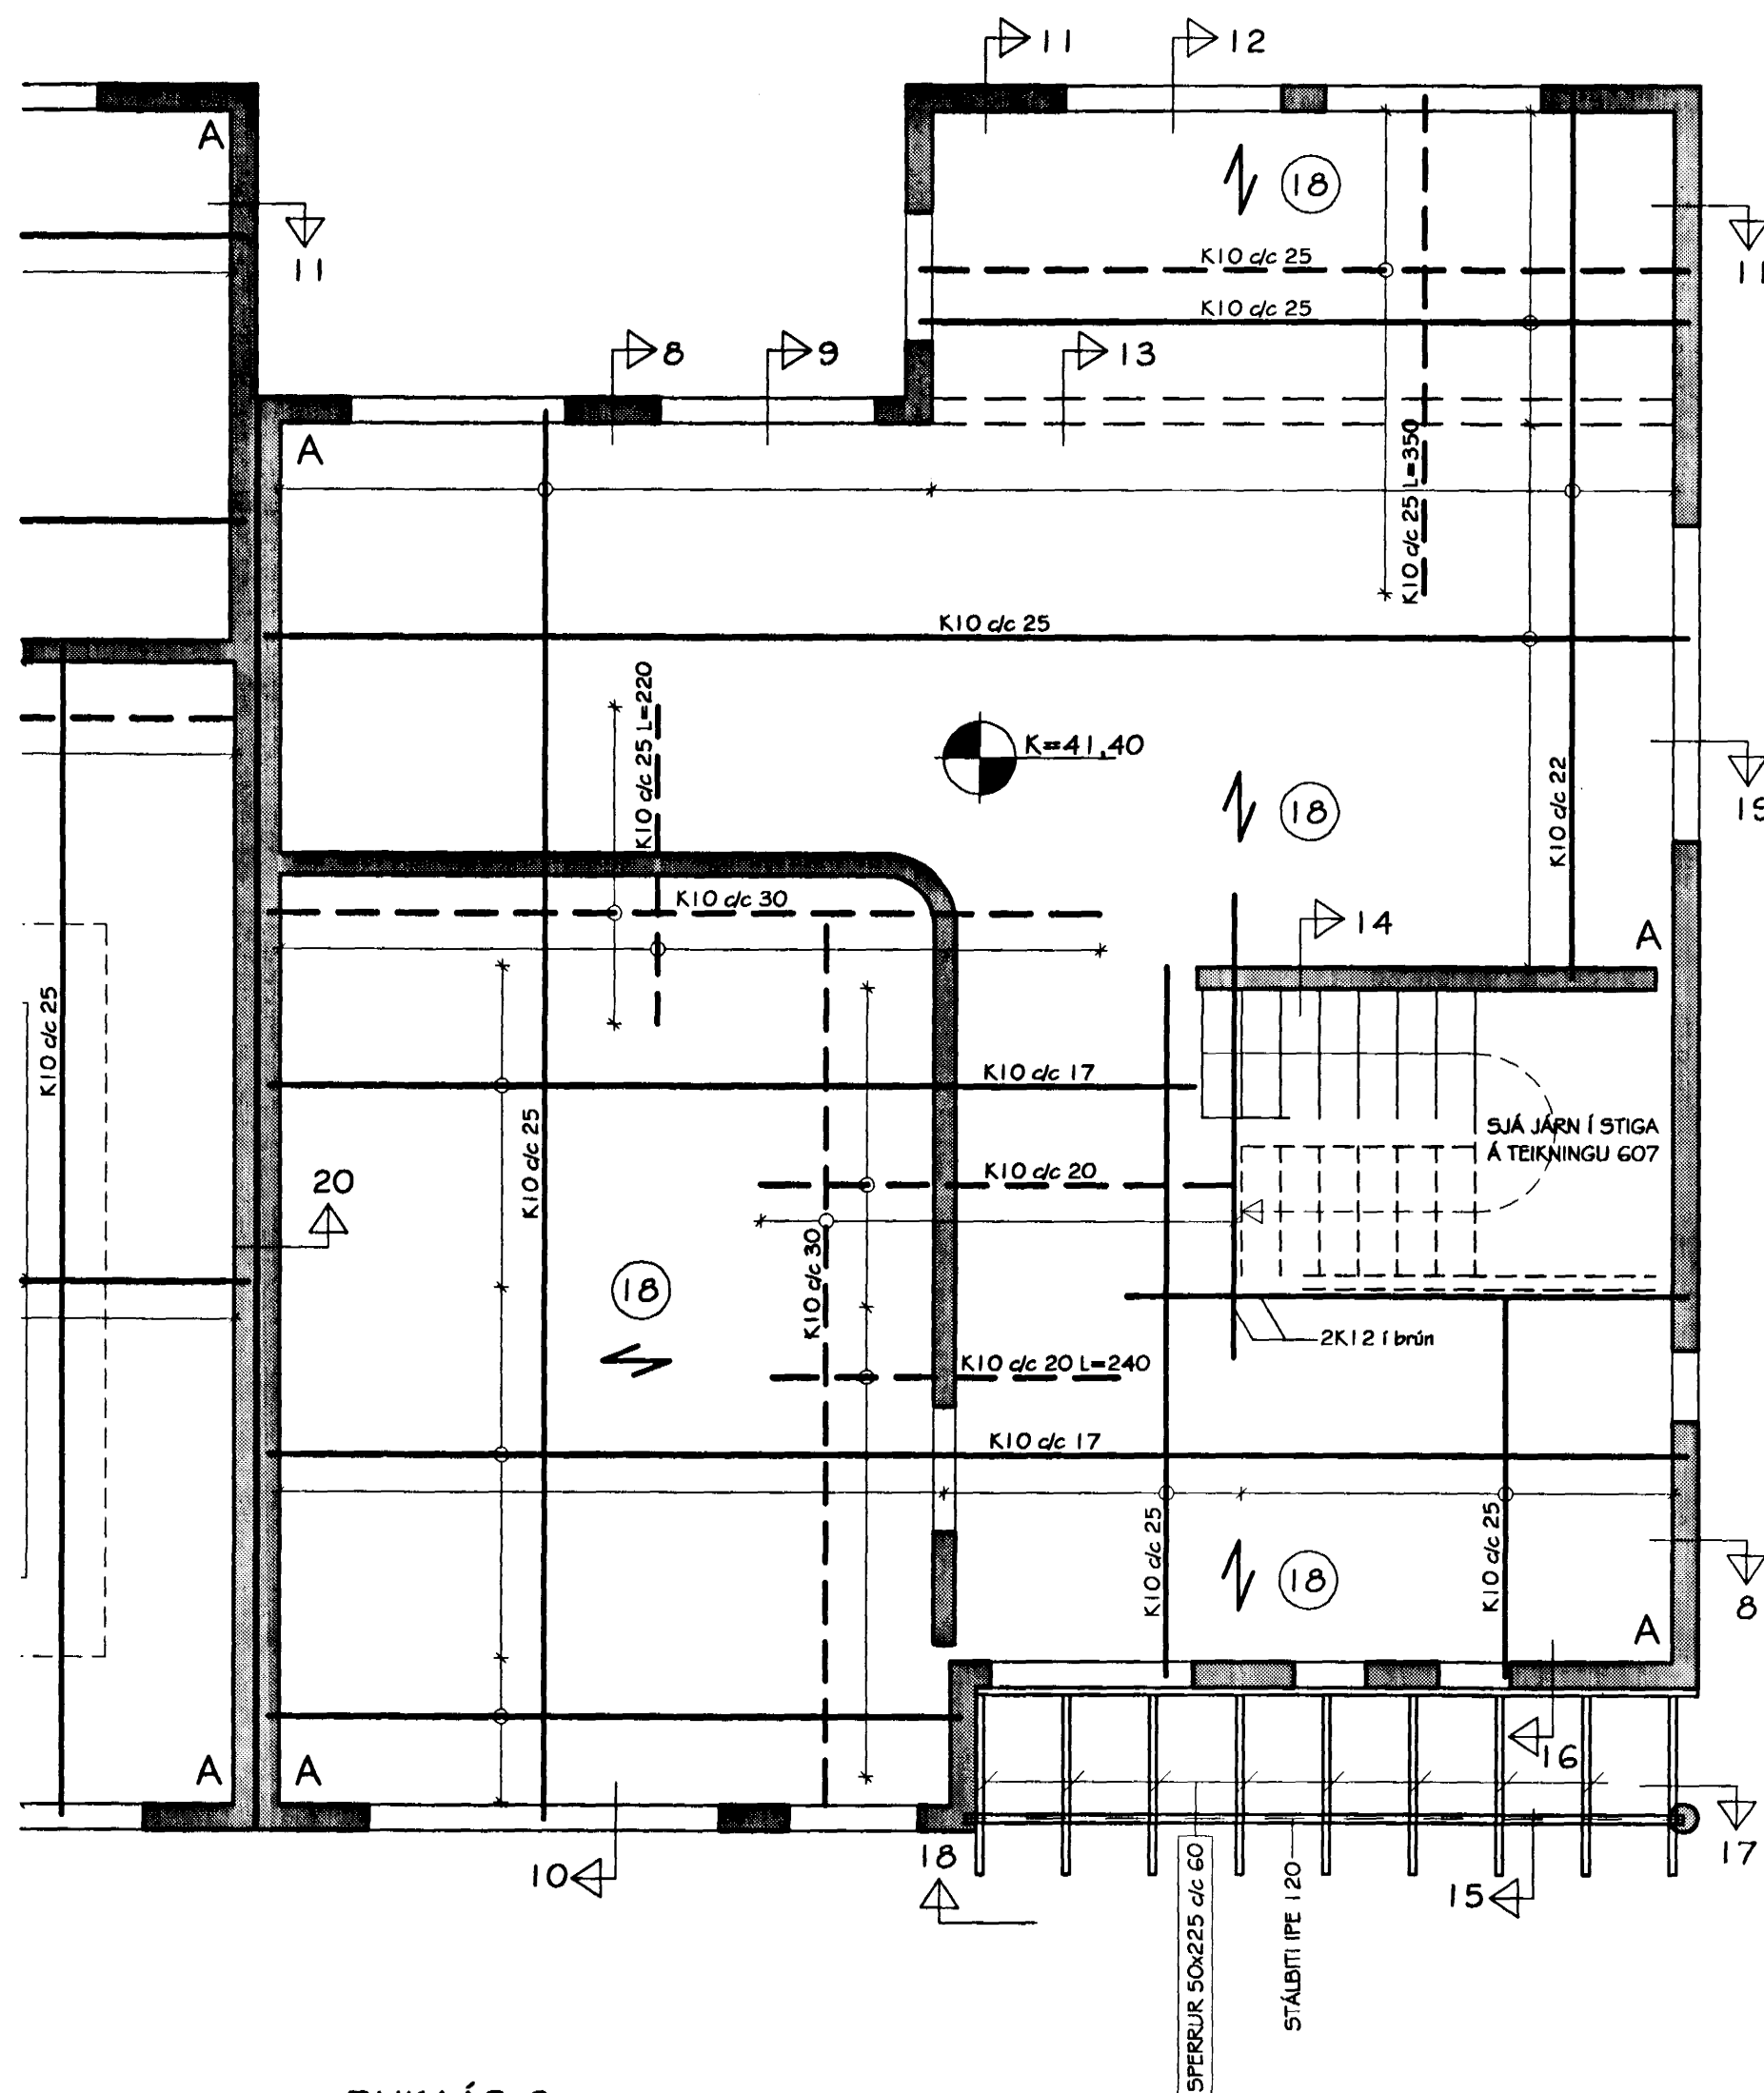 11
12
A
18
11
11
K10 c/c 25
K10 c/c 25
8
9
13
A
K10 c/c 25 L=350
K10 c/c 25
K10 c/c 25 L=220
K=41,40
18
K10 c/c 22
19
K10 c/c 30
14
A
K10 c/c 25
K10 c/c 17
K10 c/c 25
SJÁ JÁRN Í STIGA
Á TEIKNINGU 607
K10 c/c 20
20
K10 c/c 30
18
2K12 í brún
K10 c/c 20 L=240
K10 c/c 17
K10 c/c 25
K10 c/c 25
18
8
A
A
A
16
10
18
15
17
SPERRUR 50x225 c/c 60
STÁLBITI IPE 120